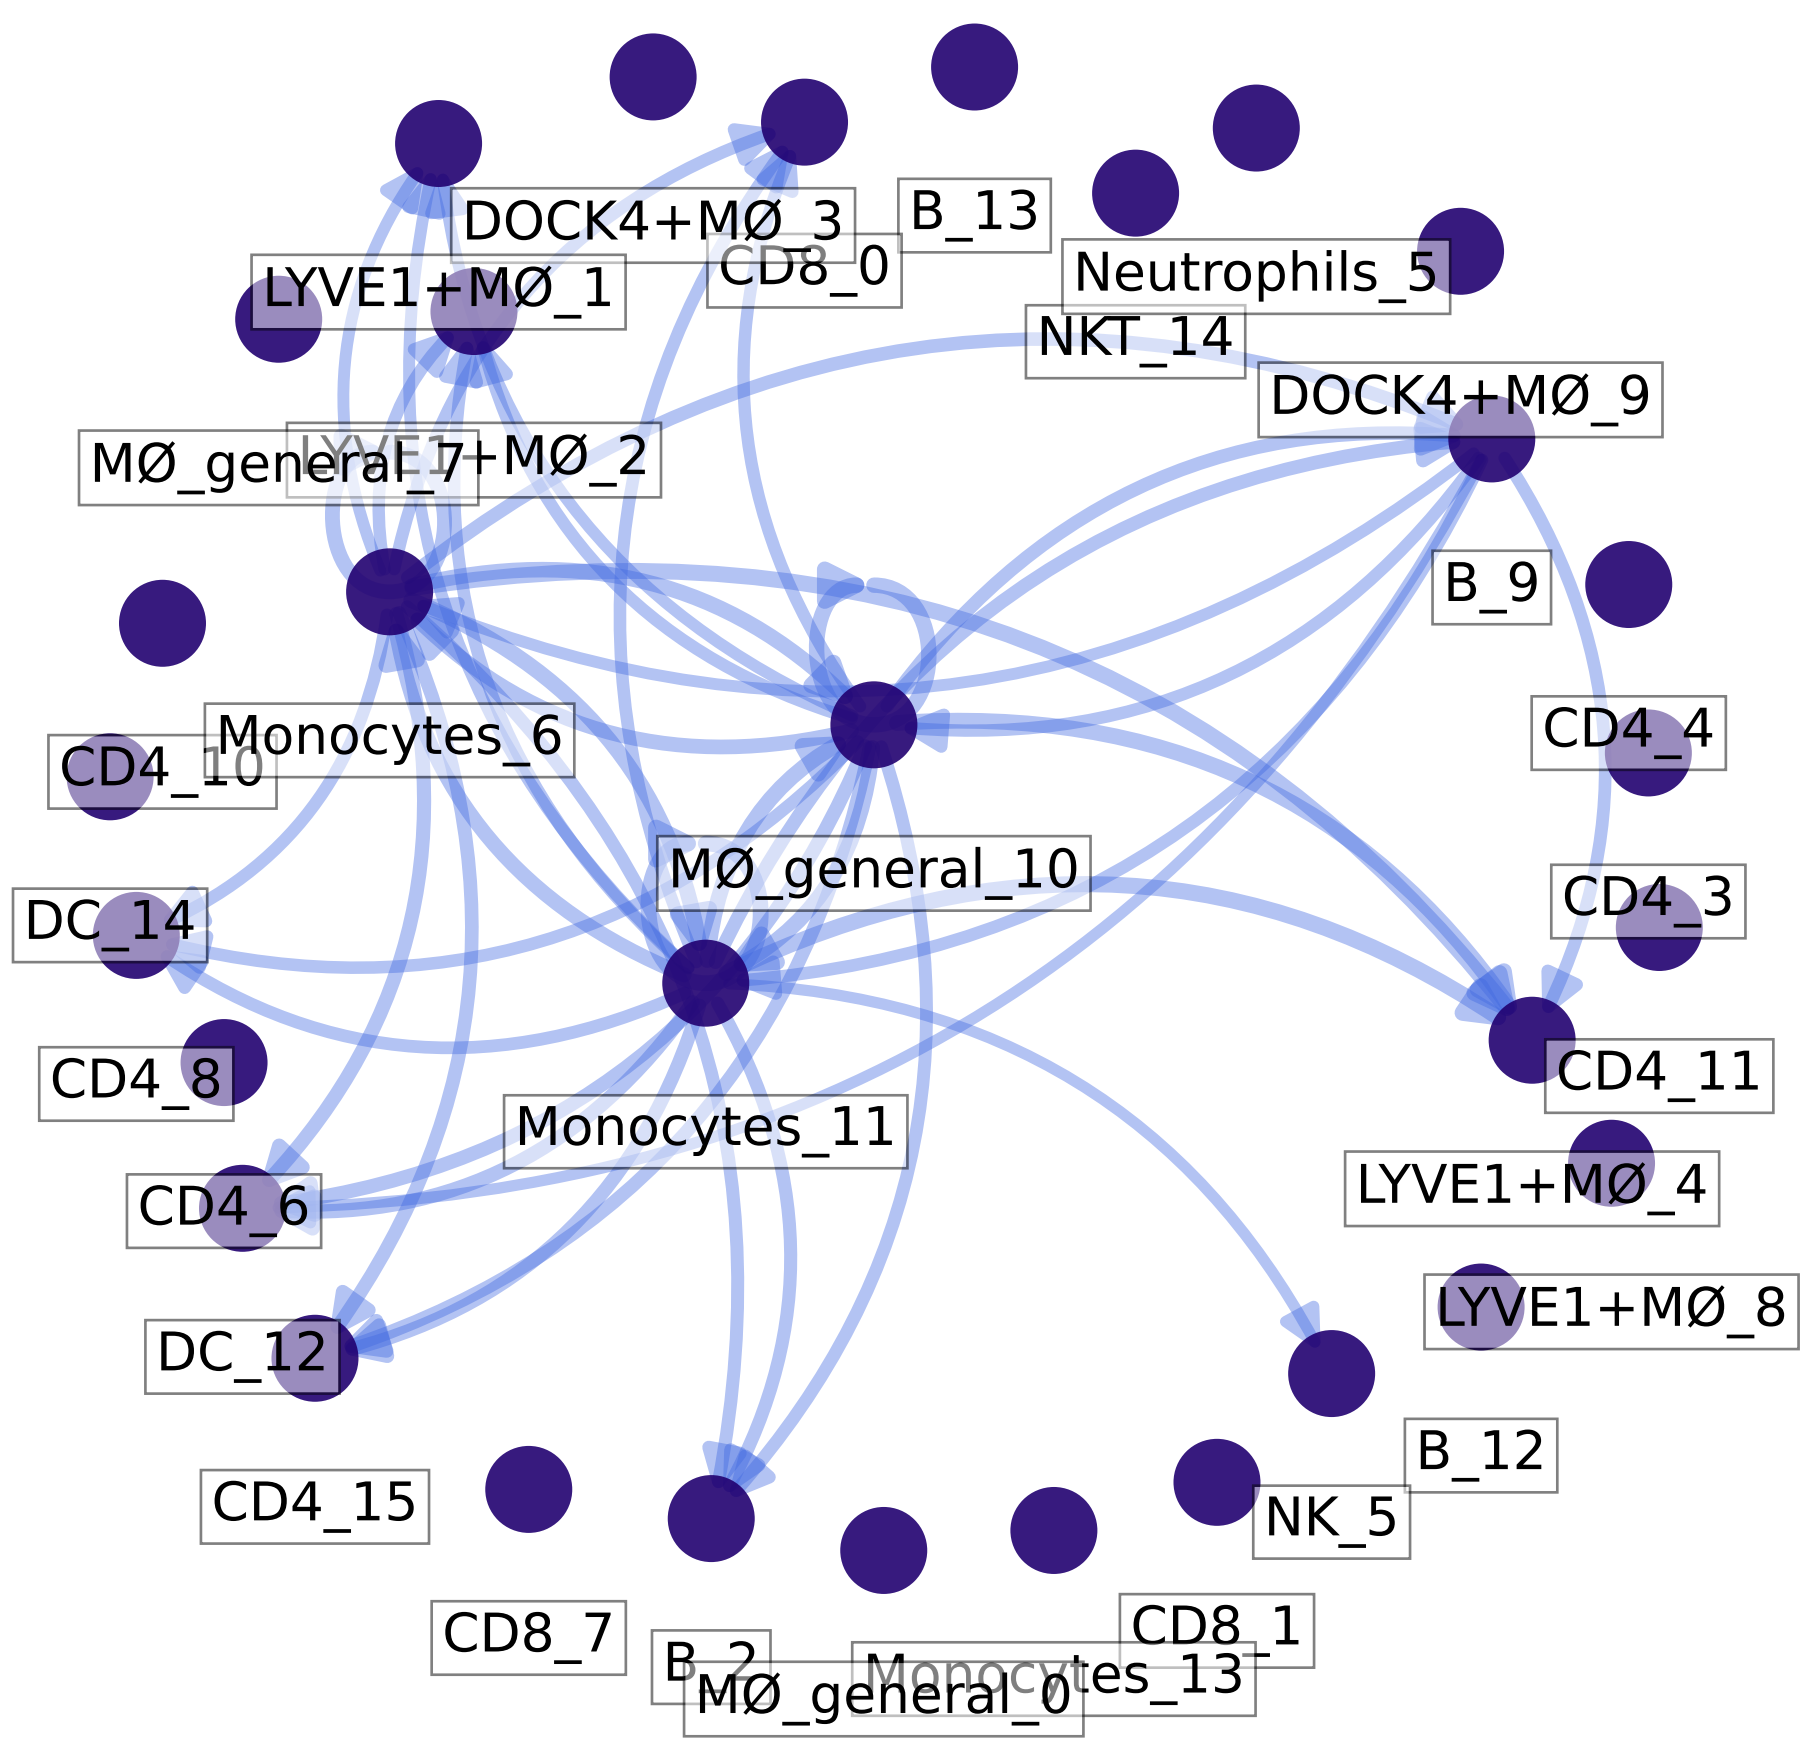 B_13
DOCK4+MØ_3
CD8_0
Neutrophils_5
LYVE1+MØ_1
NKT_14
DOCK4+MØ_9
LYVE1+MØ_2
MØ_general_7
B_9
CD4_4
Monocytes_6
CD4_10
MØ_general_10
CD4_3
DC_14
CD4_11
CD4_8
Monocytes_11
LYVE1+MØ_4
CD4_6
LYVE1+MØ_8
DC_12
B_12
CD4_15
NK_5
CD8_1
CD8_7
B_2
Monocytes_13
MØ_general_0